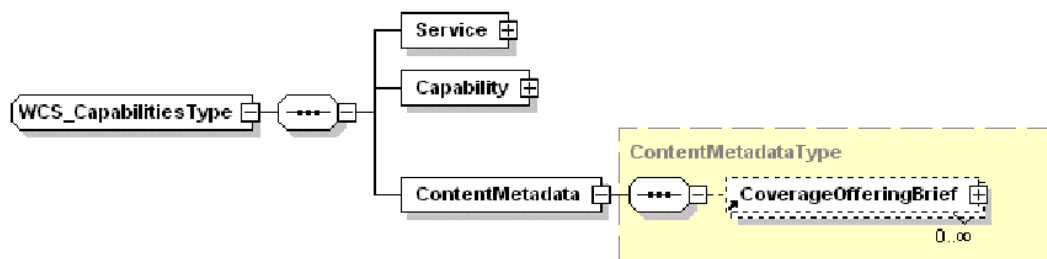 Service
Capability
WCS_CapabilitiesType
ContentMetadataType
ContentMetadata
CoverageOfferingBrief
0..∞